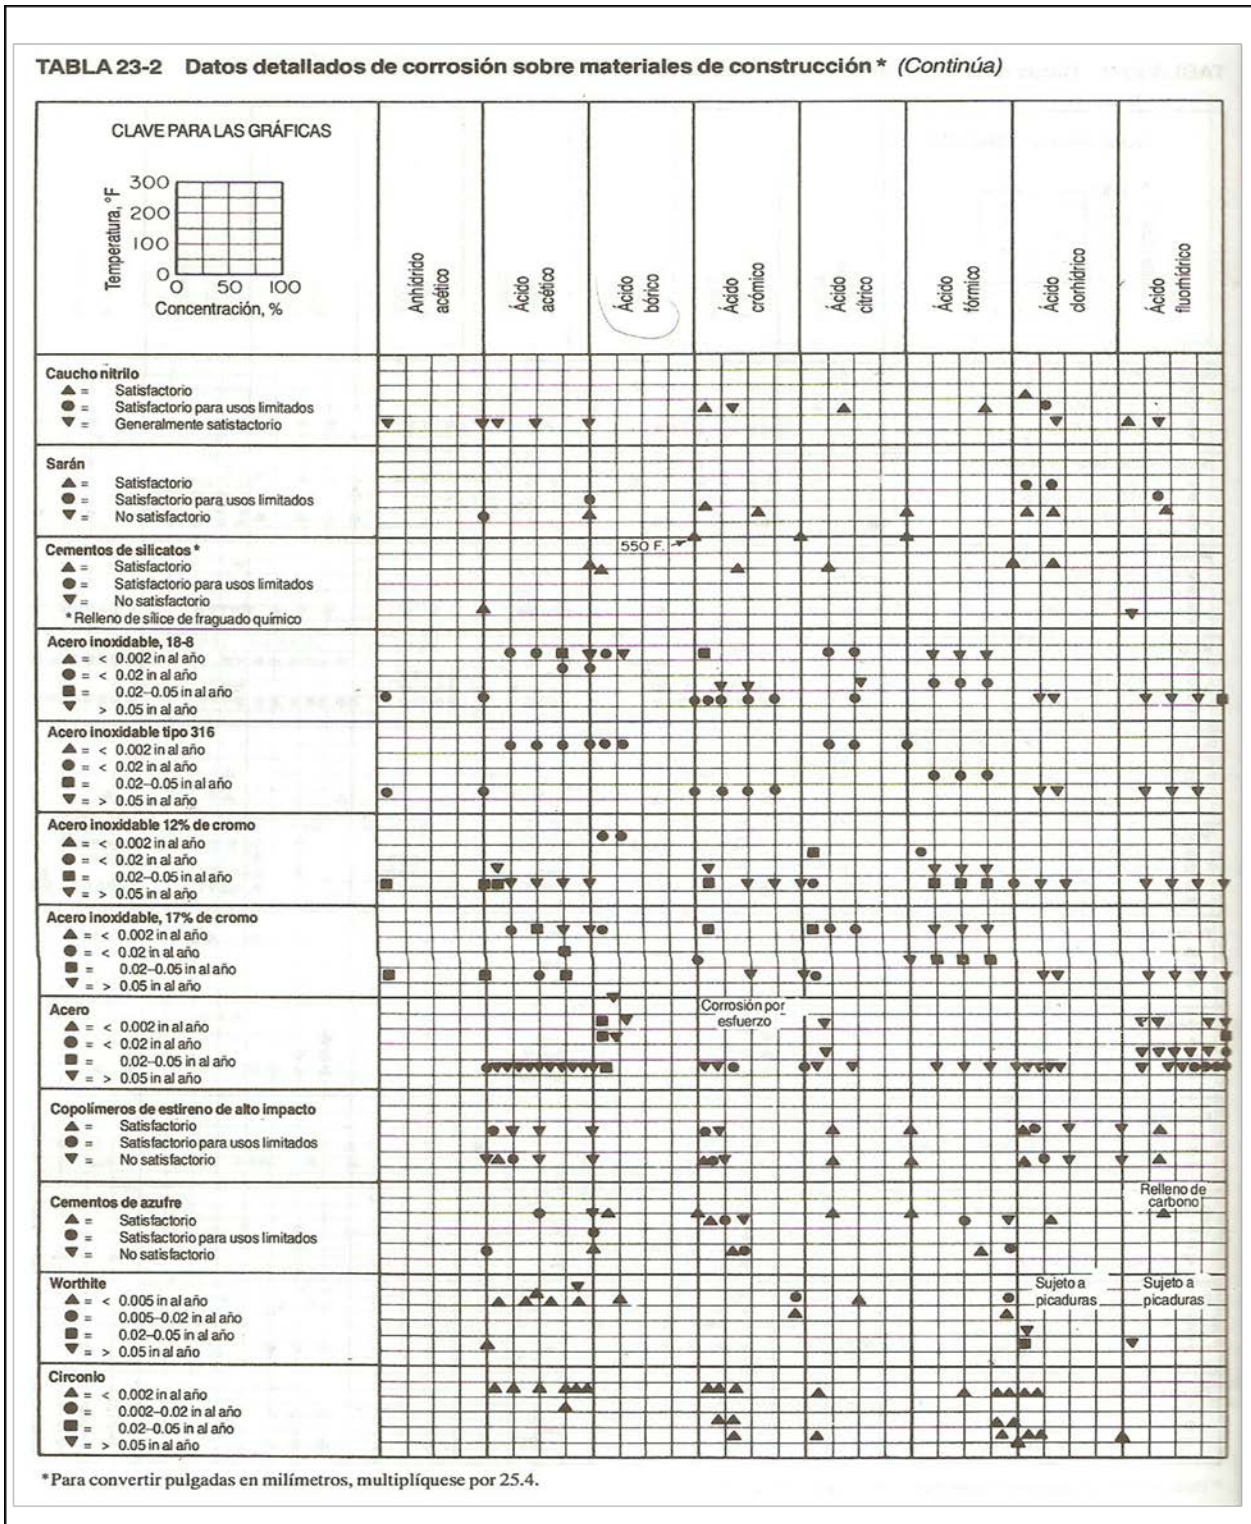 TABLA 23-2 Datos detallados de corrosión sobre materiales de construcción * (Continúa)
CLAVE PARA LAS GRÁFICAS
Temperatura, °F
300
200
100
0
0 50 100
Concentración, %
Anhídrido acético
Ácido acético
Ácido bórico
Ácido crómico
Ácido cítrico
Ácido fórmico
Ácido clorhídrico
Ácido fluorhídrico
Caucho nitrilo
▲ = Satisfactorio
● = Satisfactorio para usos limitados
▼ = Generalmente satistactorio
Sarán
▲ = Satisfactorio
● = Satisfactorio para usos limitados
▼ = No satisfactorio
550 F.
Cementos de silicatos *
▲ = Satisfactorio
● = Satisfactorio para usos limitados
▼ = No satisfactorio
* Relleno de sílice de fraguado químico
Acero inoxidable, 18-8
▲ = < 0.002 in al año
● = < 0.02 in al año
■ = 0.02–0.05 in al año
▼ > 0.05 in al año
Acero inoxidable tipo 316
▲ = < 0.002 in al año
● = < 0.02 in al año
■ 0.02–0.05 in al año
▼ = > 0.05 in al año
Acero inoxidable 12% de cromo
▲ = < 0.002 in al año
● = < 0.02 in al año
■ = 0.02–0.05 in al año
▼ = > 0.05 in al año
Acero inoxidable, 17% de cromo
▲ = < 0.002 in al año
● = < 0.02 in al año
■ = 0.02–0.05 in al año
▼ = > 0.05 in al año
Acero
▲ = < 0.002 in al año
● = < 0.02 in al año
■ = 0.02–0.05 in al año
▼ = > 0.05 in al año
Corrosión por
esfuerzo
Copolímeros de estireno de alto impacto
▲ = Satisfactorio
● = Satisfactorio para usos limitados
▼ = No satisfactorio
Cementos de azufre
▲ = Satisfactorio
● = Satisfactorio para usos limitados
▼ = No satisfactorio
Relleno de
carbono
Worthite
▲ = < 0.005 in al año
● = 0.005–0.02 in al año
■ = 0.02–0.05 in al año
▼ = > 0.05 in al año
Sujeto a
picaduras
Sujeto a
picaduras
Circonio
▲ = < 0.002 in al año
● = 0.002–0.02 in al año
■ = 0.02–0.05 in al año
▼ = > 0.05 in al año
*Para convertir pulgadas en milímetros, multiplíquese por 25.4.